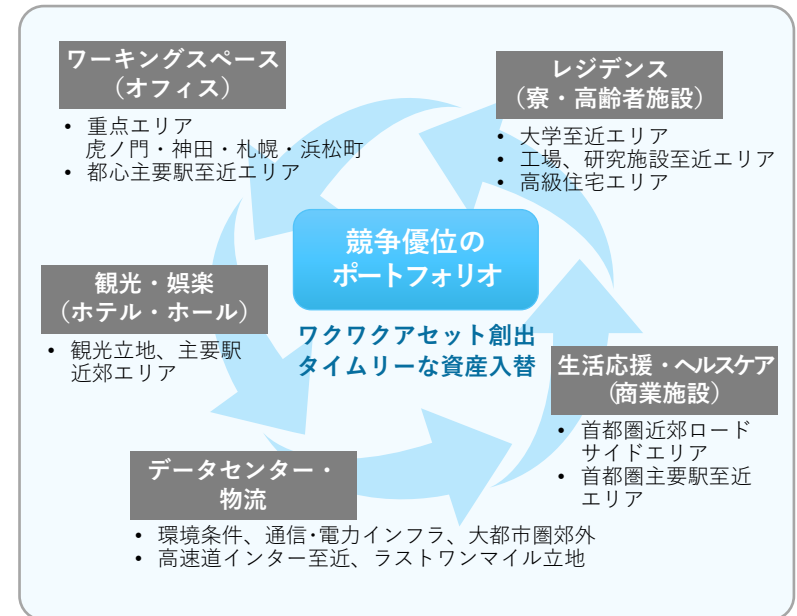 ワーキングスペース
（オフィス）
• 重点エリア
虎ノ門・神田・札幌・浜松町
• 都心主要駅至近エリア
レジデンス
（寮・高齢者施設）
• 大学至近エリア
• 工場、研究施設至近エリア
• 高級住宅エリア
競争優位の
ポートフォリオ
ワクワクアセット創出
タイムリーな資産入替
観光・娯楽
（ホテル・ホール）
• 観光立地、主要駅
近郊エリア
生活応援・ヘルスケア
（商業施設）
• 首都圏近郊ロード
サイドエリア
• 首都圏主要駅至近
エリア
データセンター・
物流
• 環境条件、通信･電力インフラ、大都市圏郊外
• 高速道インター至近、ラストワンマイル立地